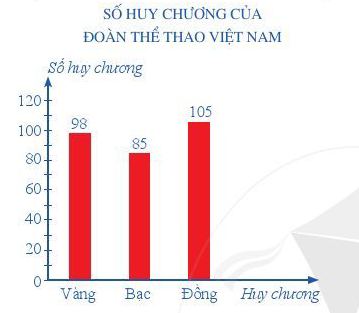 SỐ HUY CHƯƠNG CỦA
ĐOÀN THỂ THAO VIỆT NAM
Số huy chương
120
100
80
60
40
20
0
98
85
105
Vàng Bạc Đồng Huy chương